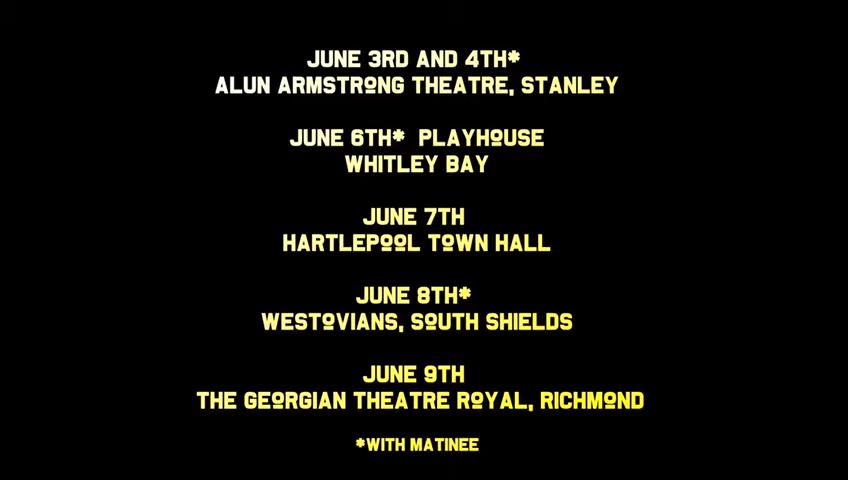 JUNE 3RD AND 4TH*
ALUN ARMSTRONG THEATRE, STANLEY
JUNE 6TH* PLAYHOUSE
WHITLEY BAY
JUNE 7TH
HARTLEPOOL TOWN HALL
JUNE 8TH*
WESTOVIANS, SOUTH SHIELDS
JUNE 9TH
THE GEORGIAN THEATRE ROYAL, RICHMOND
*WITH MATINEE